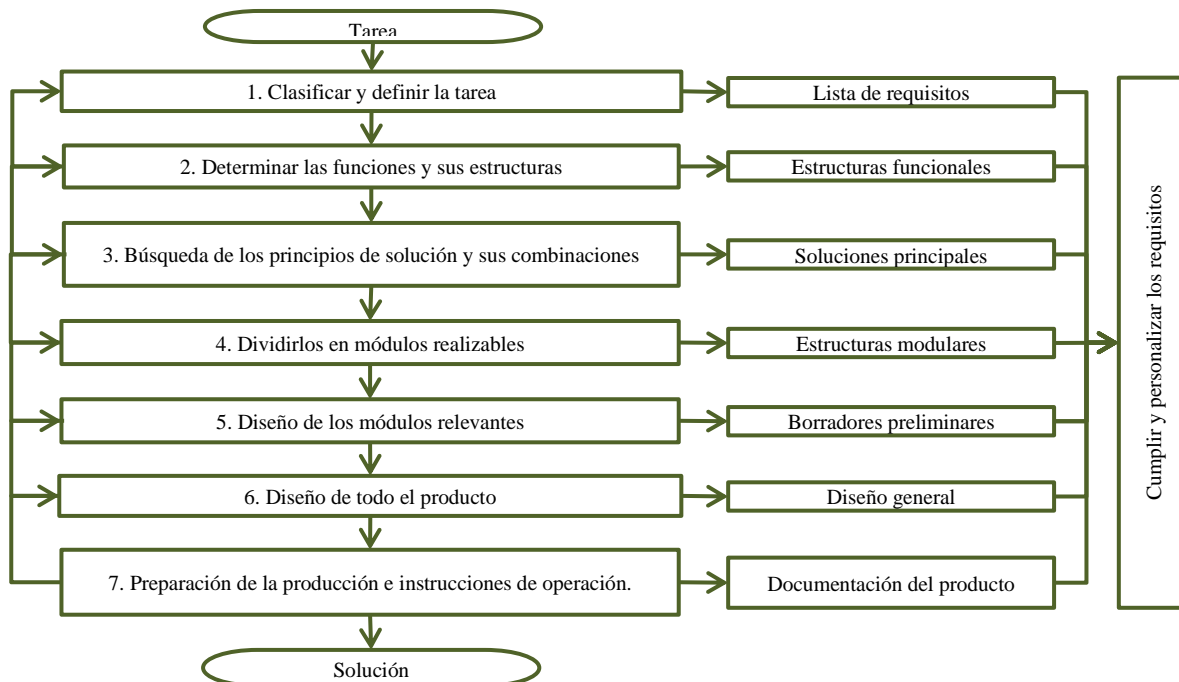 Tarea
1. Clasificar y definir la tarea
Lista de requisitos
2. Determinar las funciones y sus estructuras
Estructuras funcionales
3. Búsqueda de los principios de solución y sus combinaciones
Soluciones principales
4. Dividirlos en módulos realizables
Estructuras modulares
5. Diseño de los módulos relevantes
Borradores preliminares
6. Diseño de todo el producto
Diseño general
7. Preparación de la producción e instrucciones de operación.
Documentación del producto
Solución
Cumplir y personalizar los requisitos